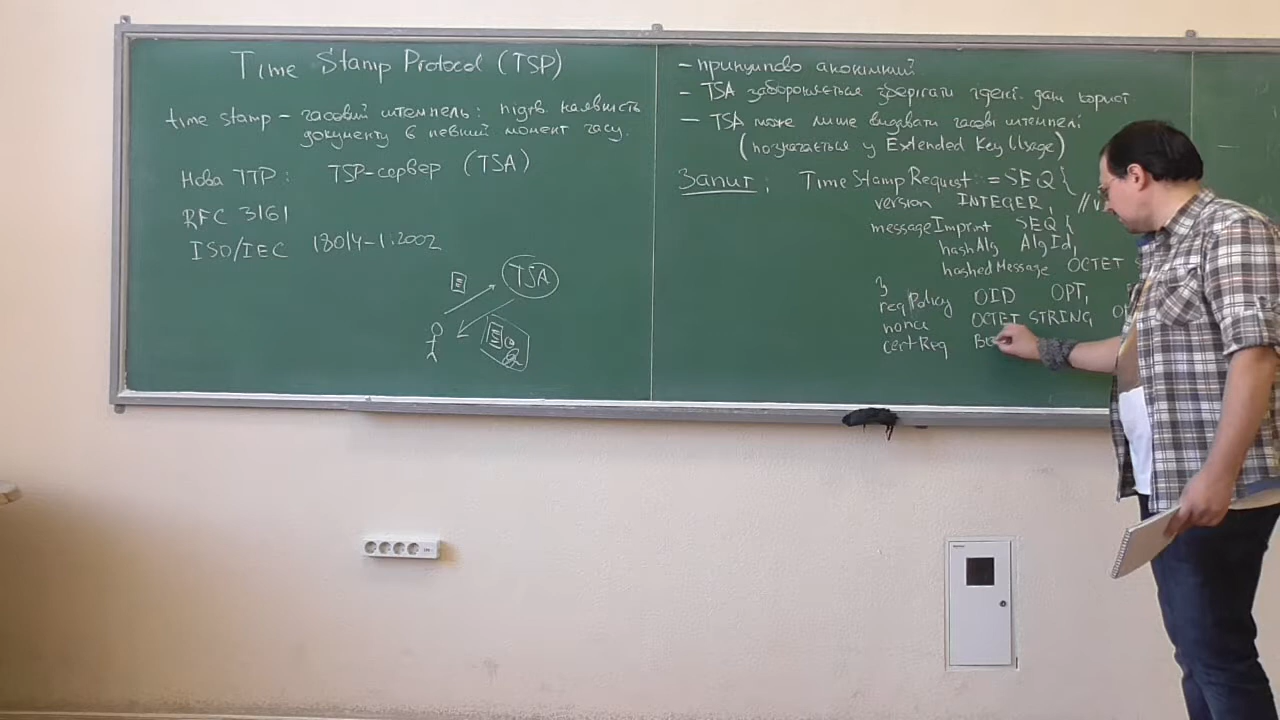 Time Stamp Protocol (TSP)
time stamp – часовий штемпель: підтв. наявність
документу в певний момент часу.
Нова ТТР: TSP-сервер (TSA)
RFC 3161
ISO/IEC 18014-1:2002
TSA
– принципово анонімний
– TSA забороняється зберігати ідент. дані корист.
– TSA може лише видавати часові штемпелі
(позначається у Extended Key Usage)
Запит: TimeStampRequest ::= SEQ {
version INTEGER, // v
messageImprint SEQ {
hashAlg AlgId,
hashedMessage OCTET S
}
reqPolicy OID OPT,
nonce OCTET STRING O
certReq BO